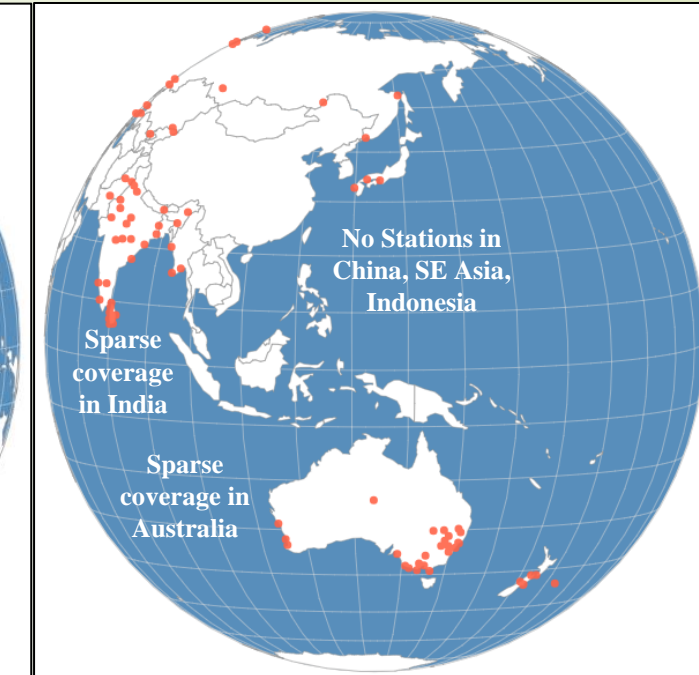 No Stations in
China, SE Asia,
Indonesia
Sparse
coverage
in India
Sparse
coverage in
Australia